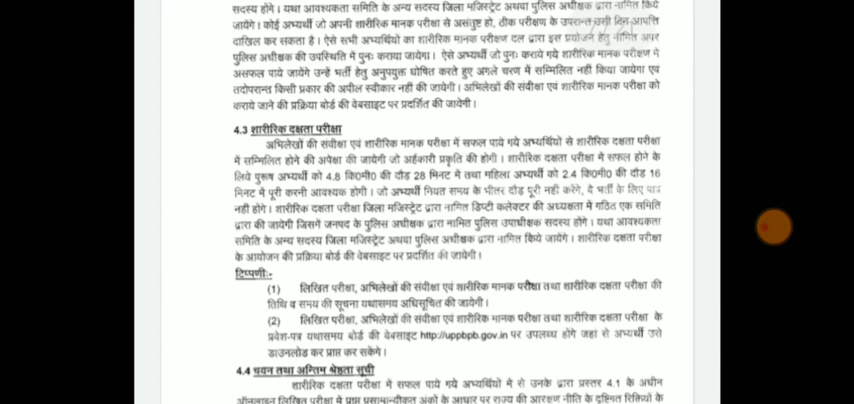 सदस्य होंगे। यथा आवश्यकता समिति के अन्य सदस्य जिला मजिस्ट्रेट अथवा पुलिस अधीक्षक द्वारा नामित किये
जायेंगे। कोई अभ्यर्थी जो अपनी शारीरिक मानक परीक्षा से असंतुष्ट हो, ठीक परीक्षण के उपरान्त उसी दिन आपत्ति
दाखिल कर सकता है। ऐसे सभी अभ्यर्थियों का शारीरिक मानक परीक्षण दल द्वारा इस प्रयोजन हेतु नामित अपर
पुलिस अधीक्षक की उपस्थिति में पुनः कराया जायेगा। ऐसे अभ्यर्थी जो पुनः कराये गये शारीरिक मानक परीक्षण में
असफल पाये जायेंगे उन्हें भर्ती हेतु अनुपयुक्त घोषित करते हुए अगले चरण में सम्मिलित नही किया जायेगा एवं
तदोपरान्त किसी प्रकार की अपील स्वीकार नहीं की जायेगी। अभिलेखों की संवीक्षा एवं शारीरिक मानक परीक्षा को
कराये जाने की प्रक्रिया बोर्ड की वेबसाइट पर प्रदर्शित की जायेगी।
4.3 शारीरिक दक्षता परीक्षा
अभिलेखों की संवीक्षा एवं शारीरिक मानक परीक्षा में सफल पाये गये अभ्यर्थियों से शारीरिक दक्षता परीक्षा
में सम्मिलित होने की अपेक्षा की जायेगी जो अर्हकारी प्रकृति की होगी। शारीरिक दक्षता परीक्षा में सफल होने के
लिये पुरूष अभ्यर्थी को 4.8 कि0मी0 की दौड़ 28 मिनट में तथा महिला अभ्यर्थी को 2.4 कि0मी0 की दौड़ 16
मिनट में पूरी करनी आवश्यक होगी। जो अभ्यर्थी नियत समय के भीतर दौड़ पूरी नही करेंगे, वे भर्ती के लिए पात्र
नही होंगे। शारीरिक दक्षता परीक्षा जिला मजिस्ट्रेट द्वारा नामित डिप्टी कलेक्टर की अध्यक्षता में गठित एक समिति
द्वारा की जायेगी जिसमें जनपद के पुलिस अधीक्षक द्वारा नामित पुलिस उपाधीक्षक सदस्य होंगे। यथा आवश्यकता
समिति के अन्य सदस्य जिला मजिस्ट्रेट अथवा पुलिस अधीक्षक द्वारा नामित किये जायेंगे। शारीरिक दक्षता परीक्षा
के आयोजन की प्रक्रिया बोर्ड की वेबसाइट पर प्रदर्शित की जायेगी।
टिप्पणी:-
(1) लिखित परीक्षा, अभिलेखों की संवीक्षा एवं शारीरिक मानक परीक्षा तथा शारीरिक दक्षता परीक्षा की
तिथि व समय की सूचना यथासमय अधिसूचित की जायेगी।
(2) लिखित परीक्षा, अभिलेखों की संवीक्षा एवं शारीरिक मानक परीक्षा तथा शारीरिक दक्षता परीक्षा के
प्रवेश-पत्र यथासमय बोर्ड की वेबसाइट http://uppbpb.gov.in पर उपलब्ध होंगे जहां से अभ्यर्थी उसे
डाउनलोड कर प्राप्त कर सकेंगे।
4.4 चयन तथा अन्तिम श्रेष्ठता सूची
शारीरिक दक्षता परीक्षा में सफल पाये गये अभ्यर्थियों में से उनके द्वारा प्रस्तर 4.1 के अधीन
ऑनलाइन लिखित परीक्षा में प्राप्त प्रसामान्यीकृत अंकों के आधार पर राज्य की आरक्षण नीति के दृष्टिगत रिक्तियों के